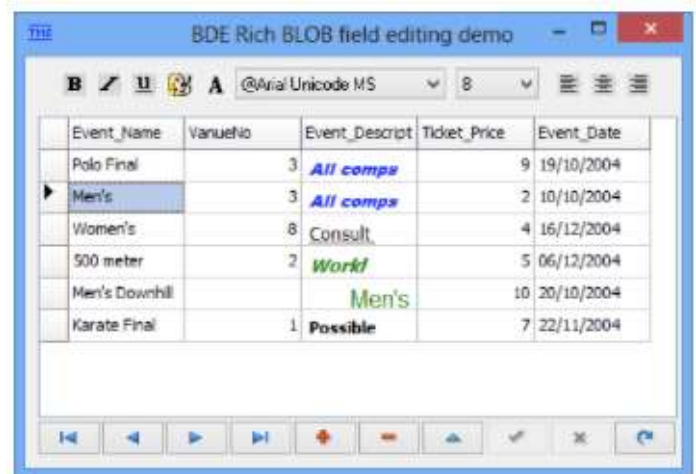 THE BDE Rich BLOB field editing demo
B I U A @Arial Unicode MS 8
Event_Name VanueNo Event_Descript Ticket_Price Event_Date
Polo Final 3 All comps 9 19/10/2004
Men's 3 All comps 2 10/10/2004
Women's 8 Consult 4 16/12/2004
500 meter 2 World 5 06/12/2004
Men's Downhill Men's 10 20/10/2004
Karate Final 1 Possible 7 22/11/2004